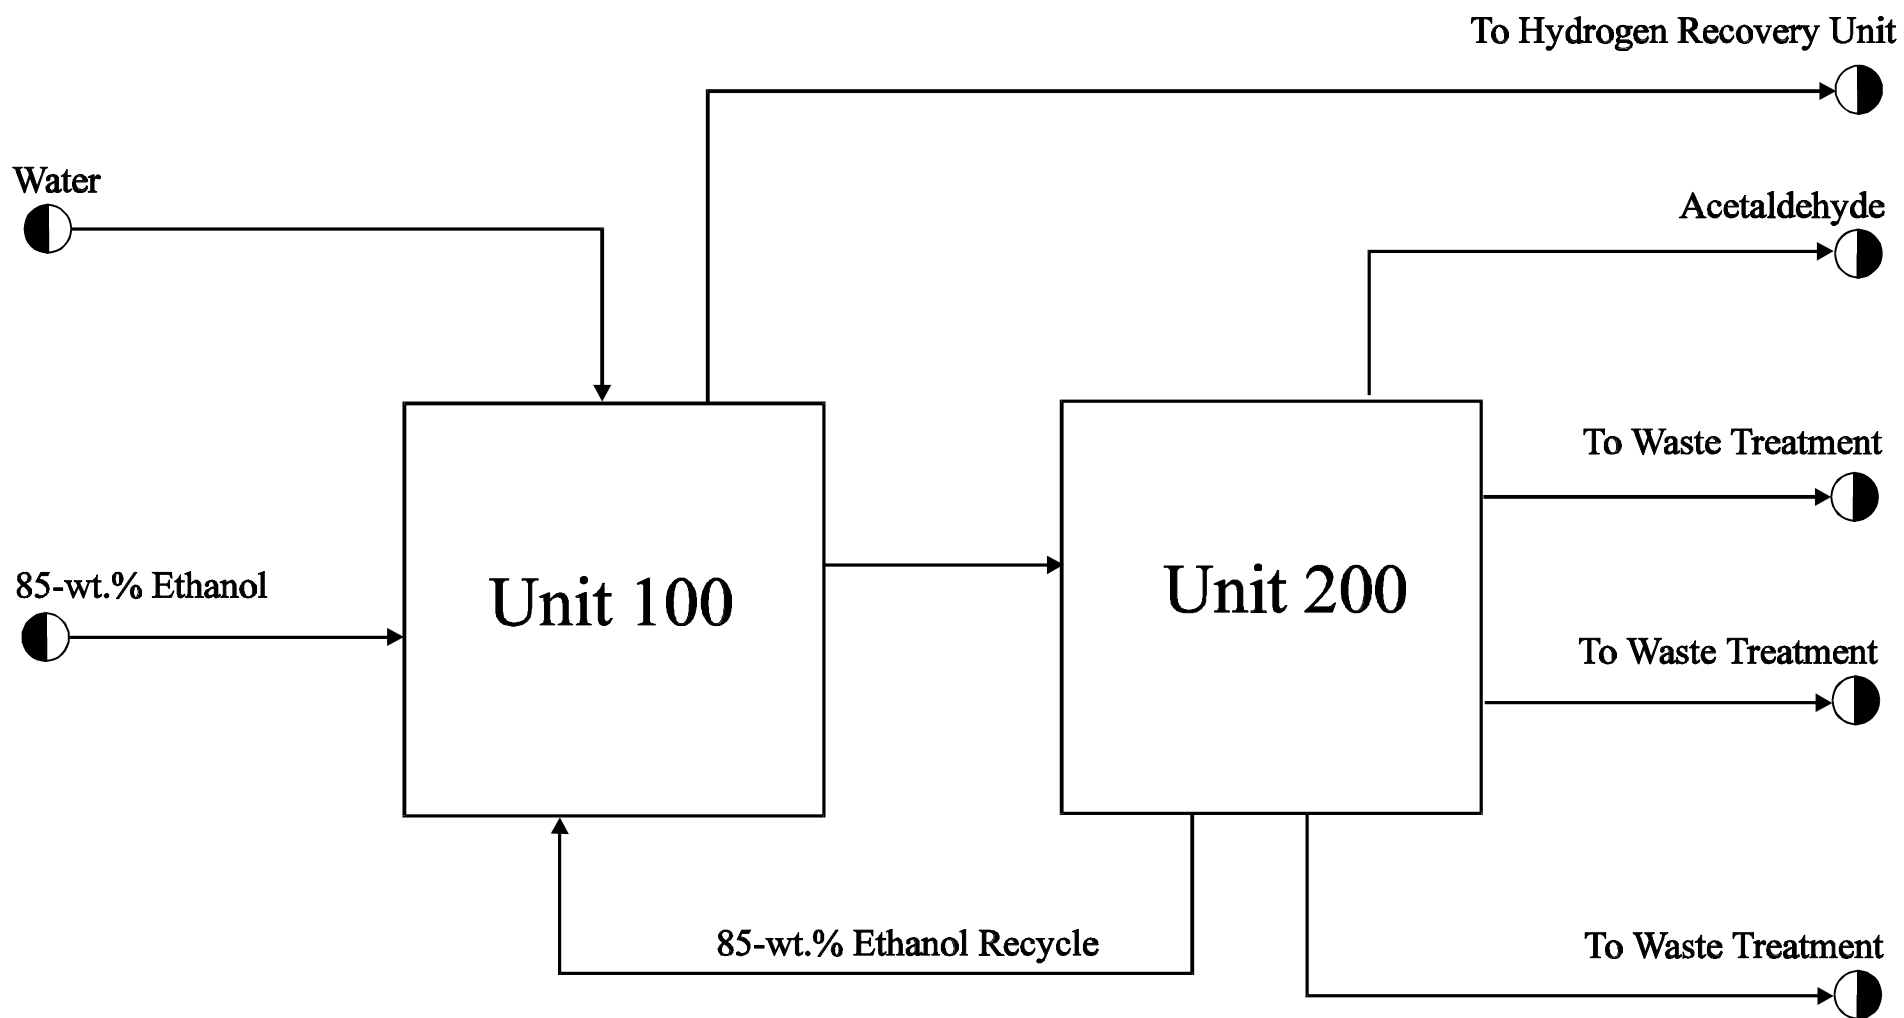 To Hydrogen Recovery Unit
Water
Acetaldehyde
To Waste Treatment
85-wt.% Ethanol
Unit 100
Unit 200
To Waste Treatment
85-wt.% Ethanol Recycle
To Waste Treatment